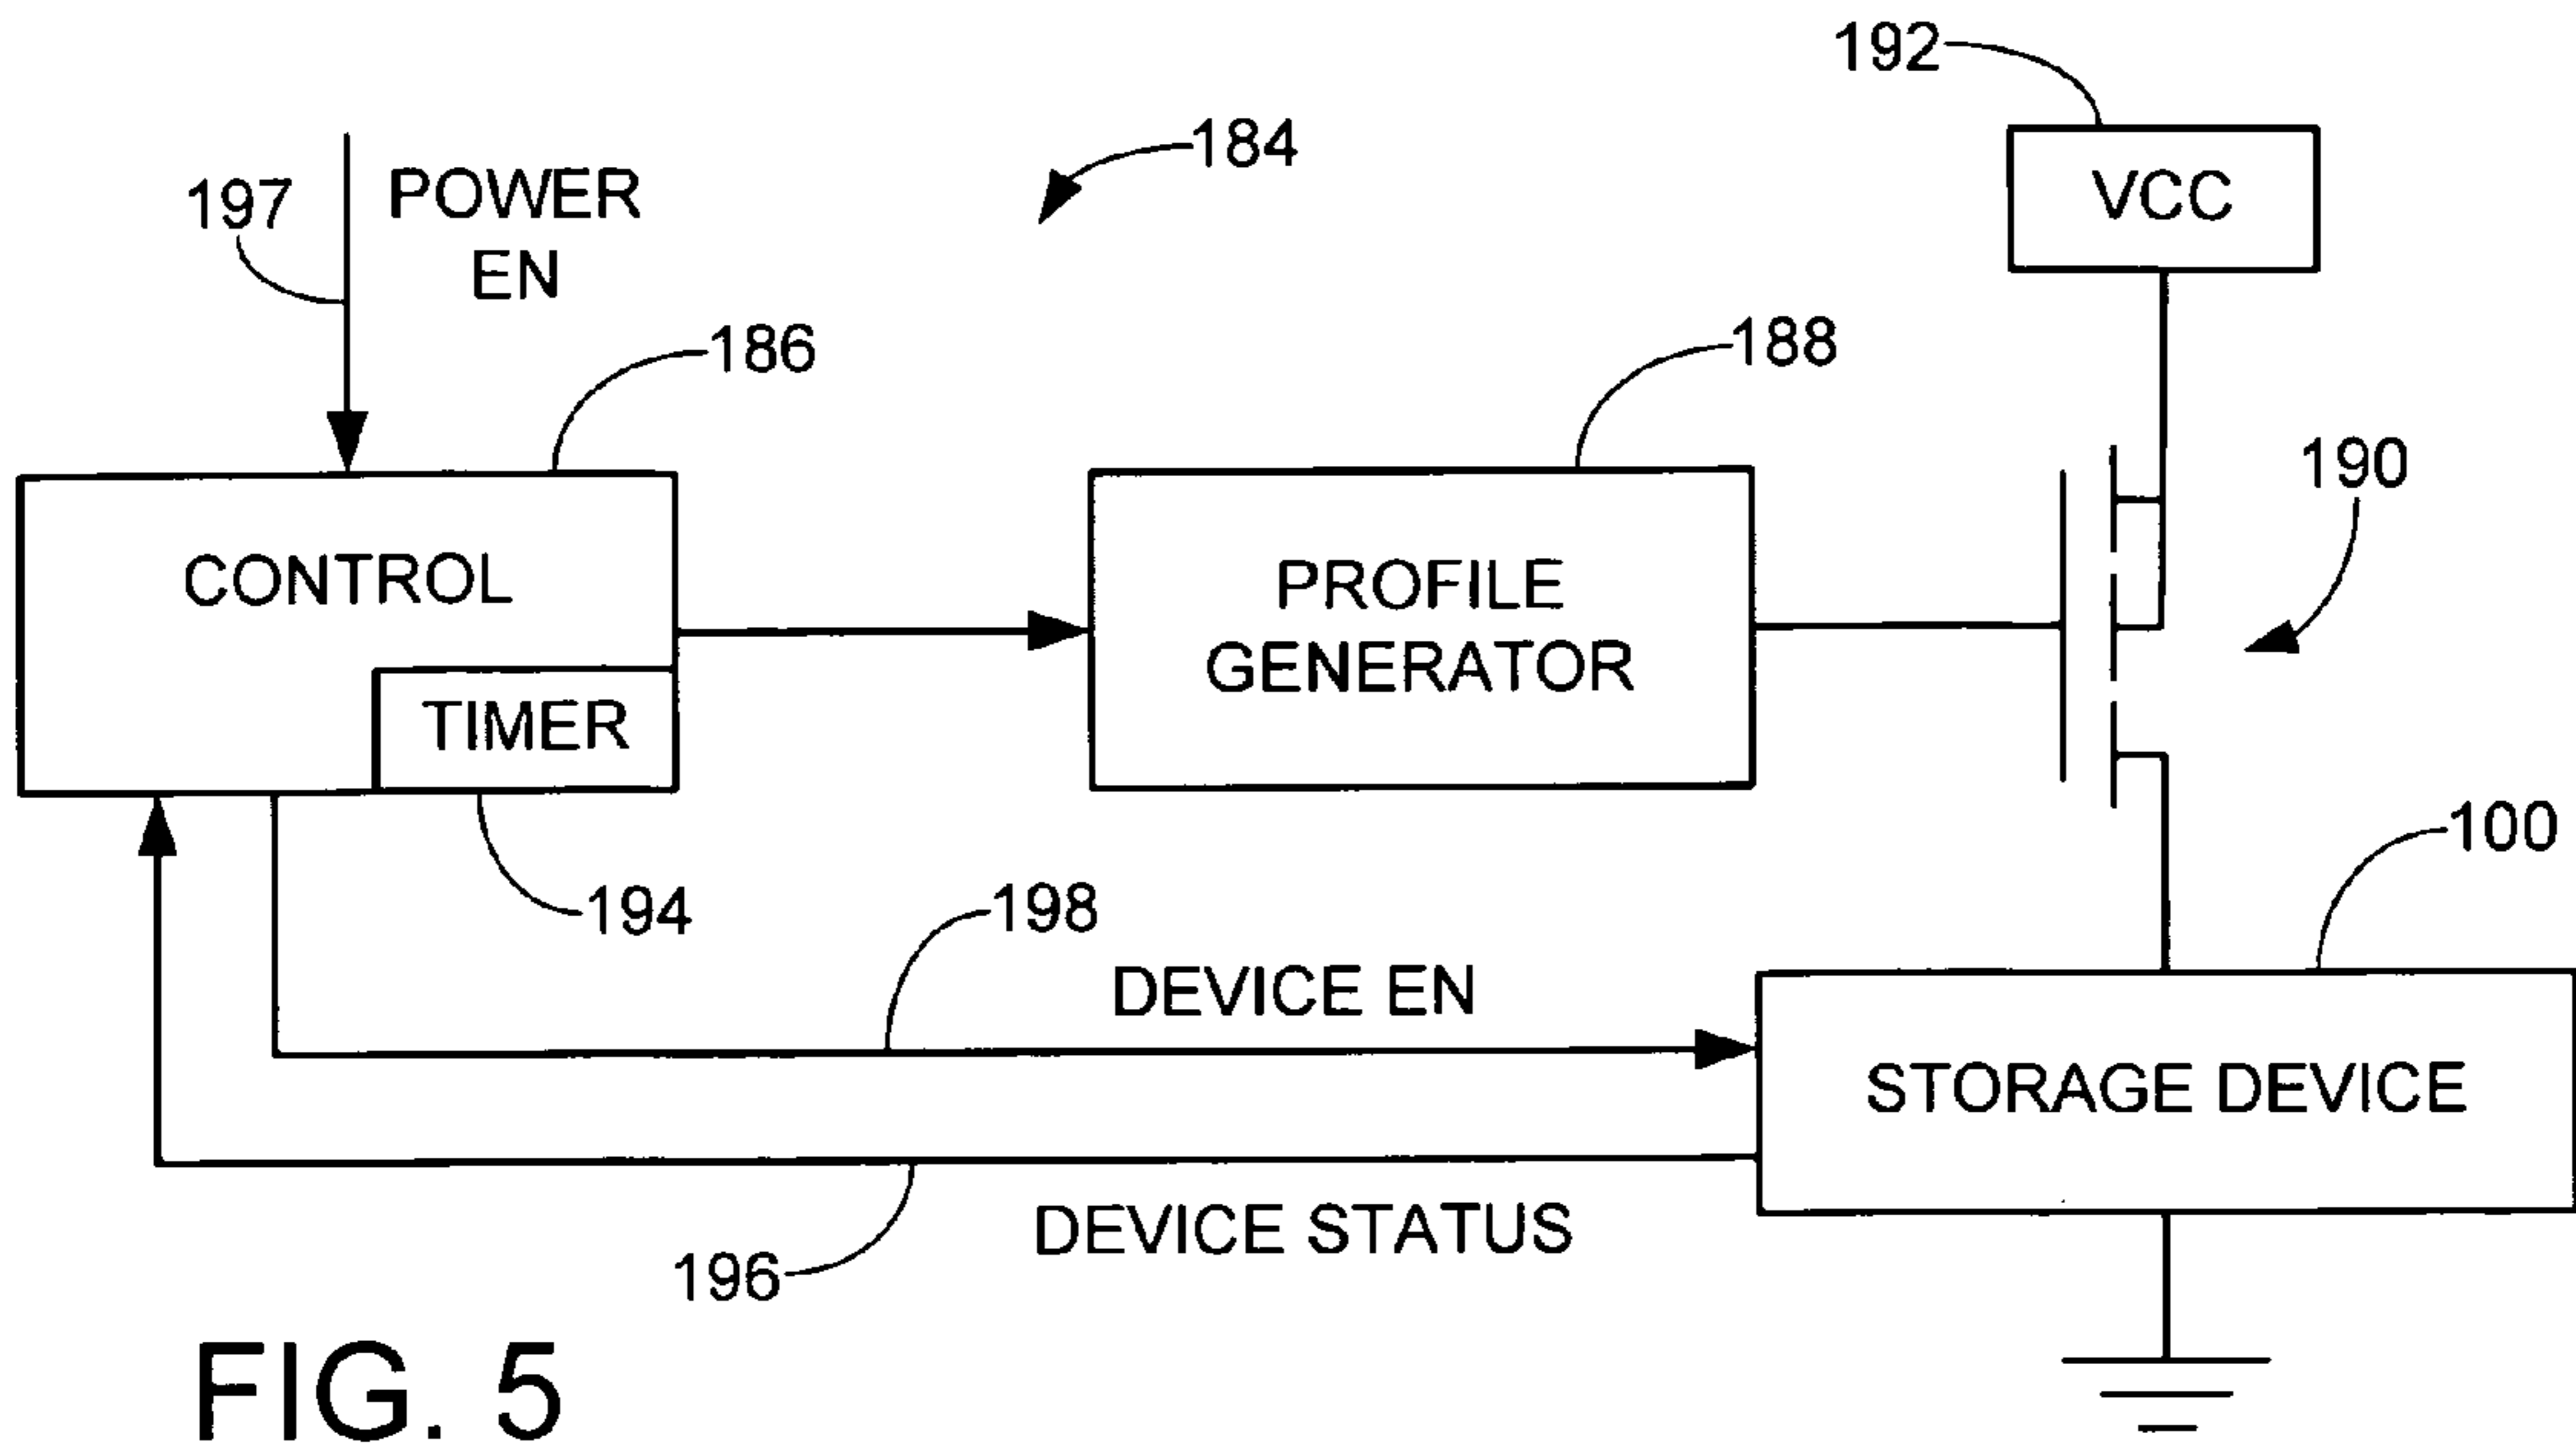 192
184
VCC
197
POWER
EN
186
188
190
CONTROL
PROFILE
GENERATOR
TIMER
100
194
198
DEVICE EN
STORAGE DEVICE
DEVICE STATUS
196
FIG. 5